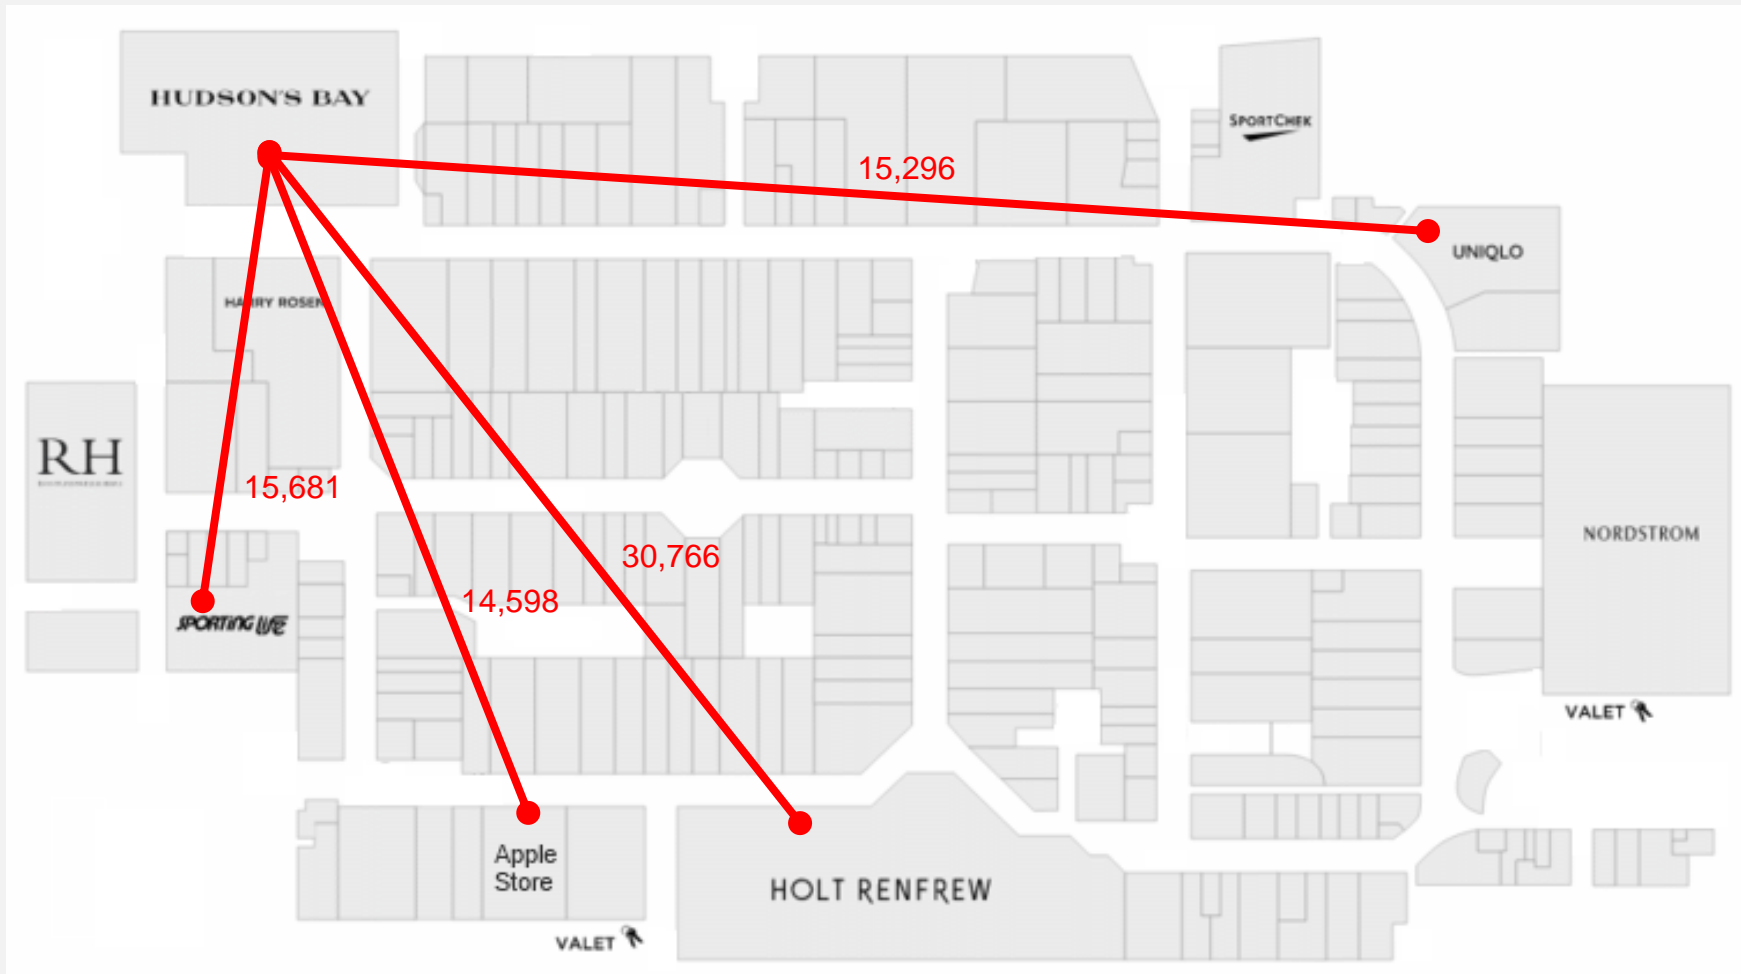 HUDSON'S BAY
SPORTCHEK
15,296
UNIQLO
HARRY ROSEN
RH
15,681
NORDSTROM
30,766
14,598
SPORTING LIFE
VALET
Apple
Store
HOLT RENFREW
VALET